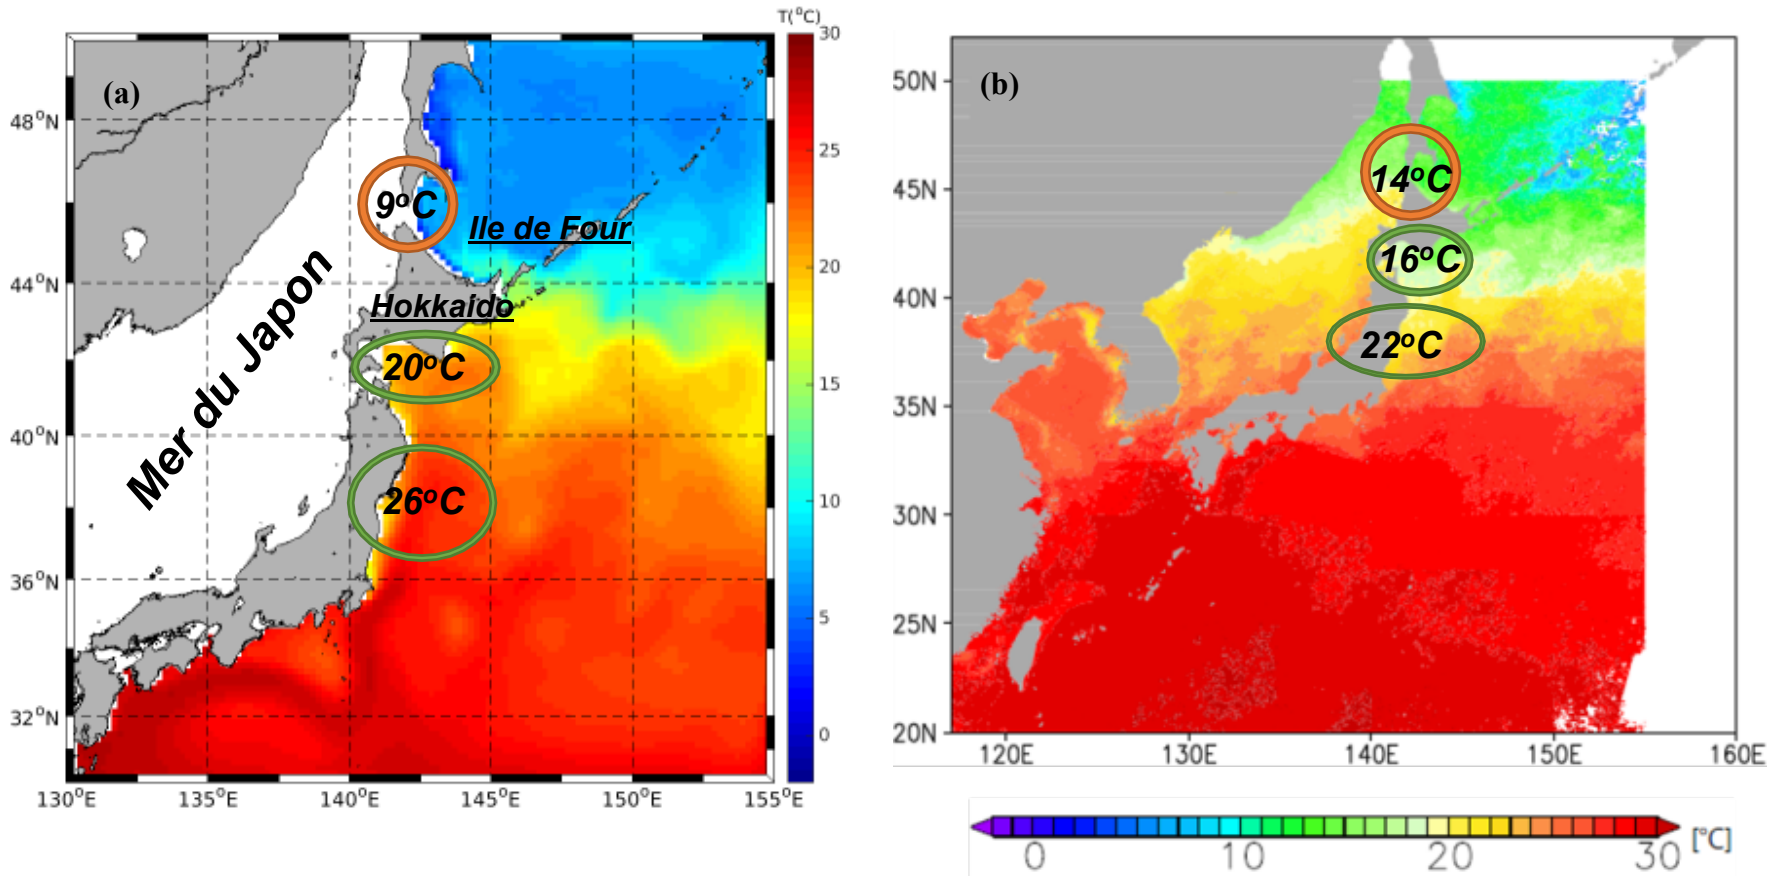 T(°C)
(a)
48°N
44°N
40°N
36°N
32°N
130°E
135°E
140°E
145°E
150°E
155°E
30
25
20
15
10
5
0
9°C
Ile de Four
Mer du Japon
Hokkaido
20°C
26°C
(b)
50N
45N
40N
35N
30N
25N
20N
120E
130E
140E
150E
160E
14°C
16°C
22°C
0
10
20
30
[°C]